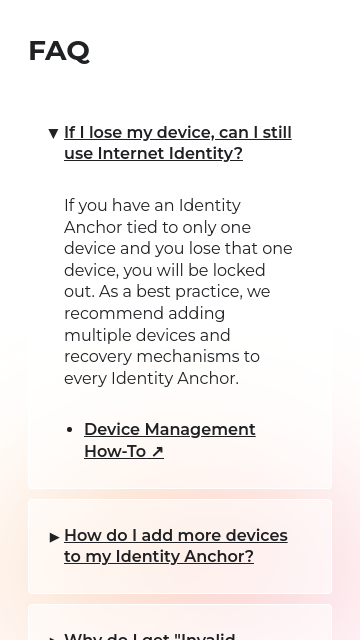 FAQ
▼ If I lose my device, can I still
use Internet Identity?
If you have an Identity
Anchor tied to only one
device and you lose that one
device, you will be locked
out. As a best practice, we
recommend adding
multiple devices and
recovery mechanisms to
every Identity Anchor.
• Device Management
How-To ↗
▶ How do I add more devices
to my Identity Anchor?
▶ Why do I get "Invalid